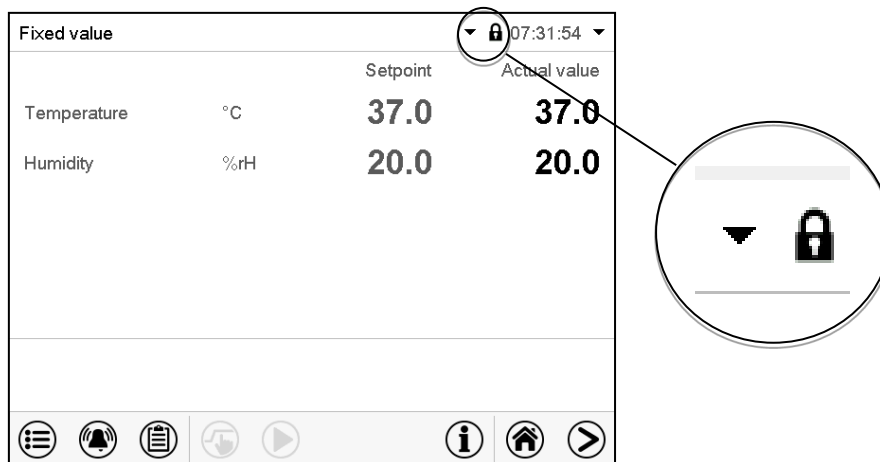 Fixed value 07:31:54
Setpoint Actual value
Temperature °C 37.0 37.0
Humidity %rH 20.0 20.0